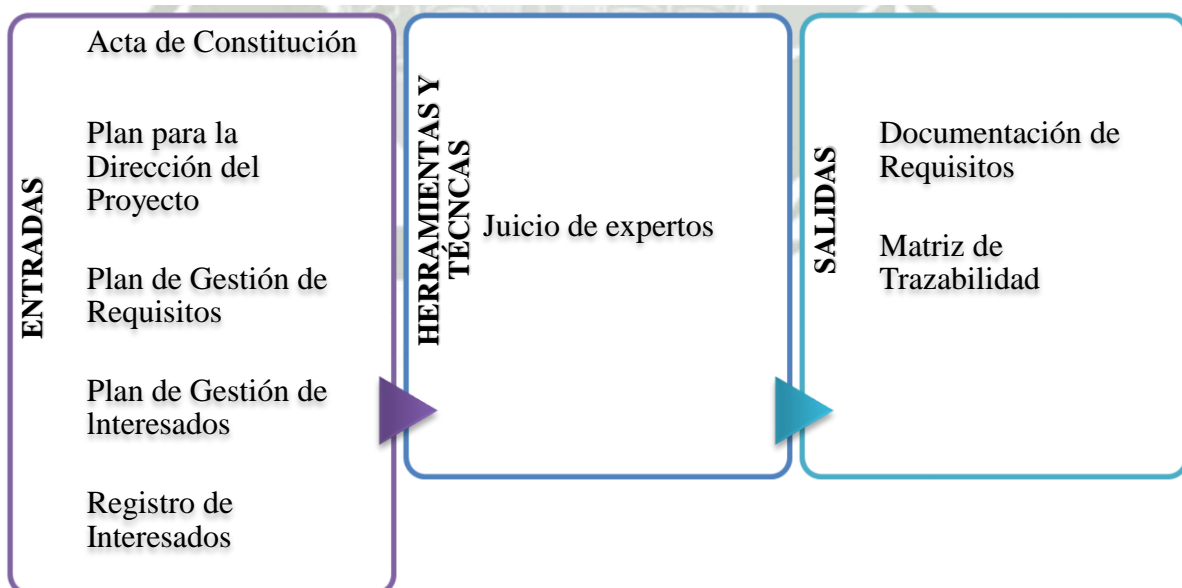 ENTRADAS
Acta de Constitución
Plan para la
Dirección del
Proyecto
Plan de Gestión de
Requisitos
Plan de Gestión de
Interesados
Registro de
Interesados
HERRAMIENTAS Y
TÉCNCAS
Juicio de expertos
SALIDAS
Documentación de
Requisitos
Matriz de
Trazabilidad